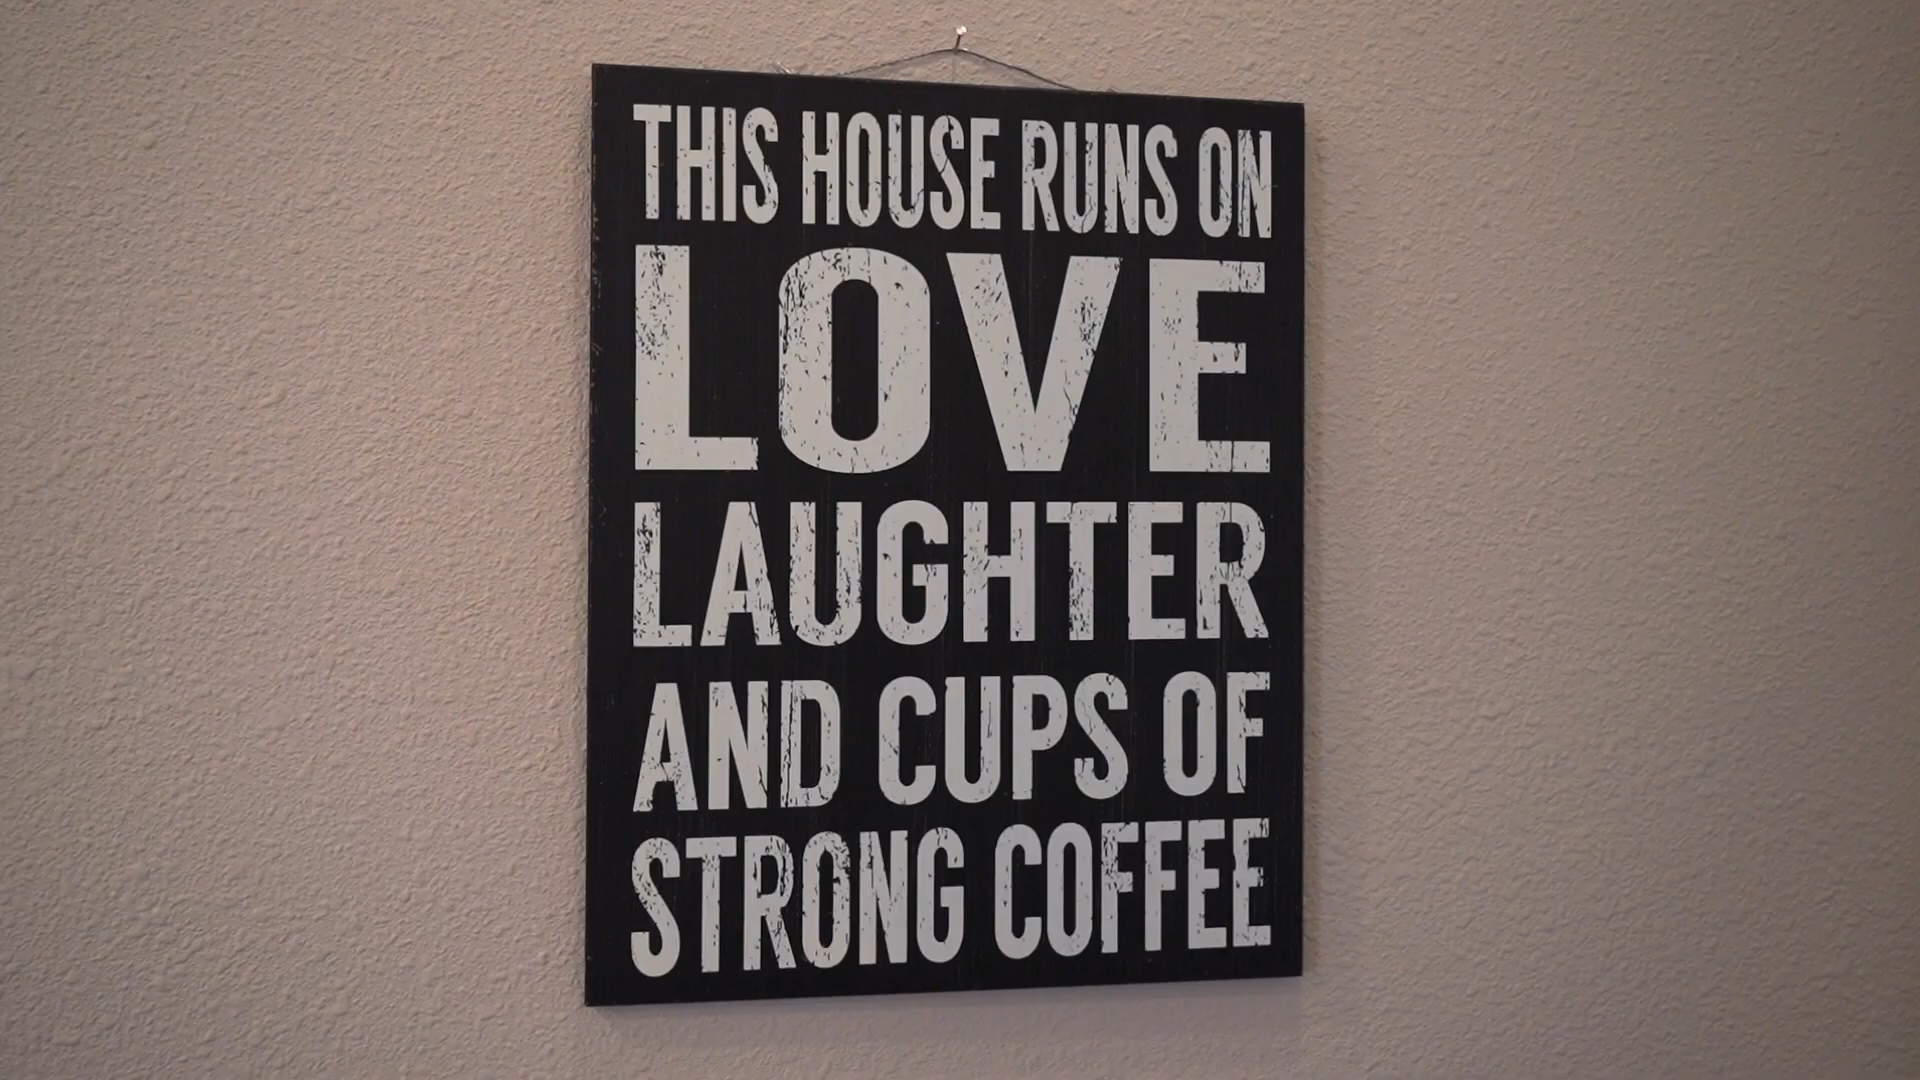 THIS HOUSE RUNS ON
LOVE
LAUGHTER
AND CUPS OF
STRONG COFFEE